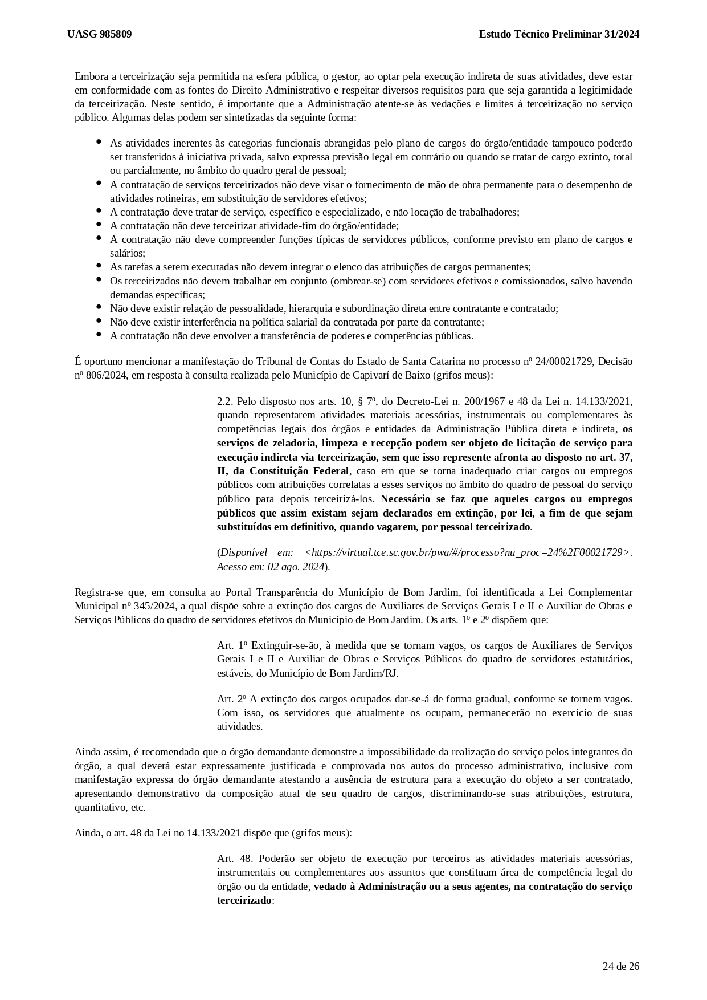 UASG 985809
Estudo Técnico Preliminar 31/2024
Embora a terceirização seja permitida na esfera pública, o gestor, ao optar pela execução indireta de suas atividades, deve estar
em conformidade com as fontes do Direito Administrativo e respeitar diversos requisitos para que seja garantida a legitimidade
da terceirização. Neste sentido, é importante que a Administração atente-se às vedações e limites à terceirização no serviço
público. Algumas delas podem ser sintetizadas da seguinte forma:
● As atividades inerentes às categorias funcionais abrangidas pelo plano de cargos do órgão/entidade tampouco poderão
ser transferidos à iniciativa privada, salvo expressa previsão legal em contrário ou quando se tratar de cargo extinto, total
ou parcialmente, no âmbito do quadro geral de pessoal;
● A contratação de serviços terceirizados não deve visar o fornecimento de mão de obra permanente para o desempenho de
atividades rotineiras, em substituição de servidores efetivos;
● A contratação deve tratar de serviço, específico e especializado, e não locação de trabalhadores;
● A contratação não deve terceirizar atividade-fim do órgão/entidade;
● A contratação não deve compreender funções típicas de servidores públicos, conforme previsto em plano de cargos e
salários;
● As tarefas a serem executadas não devem integrar o elenco das atribuições de cargos permanentes;
● Os terceirizados não devem trabalhar em conjunto (ombrear-se) com servidores efetivos e comissionados, salvo havendo
demandas específicas;
● Não deve existir relação de pessoalidade, hierarquia e subordinação direta entre contratante e contratado;
● Não deve existir interferência na política salarial da contratada por parte da contratante;
● A contratação não deve envolver a transferência de poderes e competências públicas.
É oportuno mencionar a manifestação do Tribunal de Contas do Estado de Santa Catarina no processo nº 24/00021729, Decisão
nº 806/2024, em resposta à consulta realizada pelo Município de Capivarí de Baixo (grifos meus):
2.2. Pelo disposto nos arts. 10, § 7º, do Decreto-Lei n. 200/1967 e 48 da Lei n. 14.133/2021,
quando representarem atividades materiais acessórias, instrumentais ou complementares às
competências legais dos órgãos e entidades da Administração Pública direta e indireta, os
serviços de zeladoria, limpeza e recepção podem ser objeto de licitação de serviço para
execução indireta via terceirização, sem que isso represente afronta ao disposto no art. 37,
II, da Constituição Federal, caso em que se torna inadequado criar cargos ou empregos
públicos com atribuições correlatas a esses serviços no âmbito do quadro de pessoal do serviço
público para depois terceirizá-los. Necessário se faz que aqueles cargos ou empregos
públicos que assim existam sejam declarados em extinção, por lei, a fim de que sejam
substituídos em definitivo, quando vagarem, por pessoal terceirizado.
(Disponível em: <https://virtual.tce.sc.gov.br/pwa/#/processo?nu_proc=24%2F00021729>.
Acesso em: 02 ago. 2024).
Registra-se que, em consulta ao Portal Transparência do Município de Bom Jardim, foi identificada a Lei Complementar
Municipal nº 345/2024, a qual dispõe sobre a extinção dos cargos de Auxiliares de Serviços Gerais I e II e Auxiliar de Obras e
Serviços Públicos do quadro de servidores efetivos do Município de Bom Jardim. Os arts. 1º e 2º dispõem que:
Art. 1º Extinguir-se-ão, à medida que se tornam vagos, os cargos de Auxiliares de Serviços
Gerais I e II e Auxiliar de Obras e Serviços Públicos do quadro de servidores estatutários,
estáveis, do Município de Bom Jardim/RJ.
Art. 2º A extinção dos cargos ocupados dar-se-á de forma gradual, conforme se tornem vagos.
Com isso, os servidores que atualmente os ocupam, permanecerão no exercício de suas
atividades.
Ainda assim, é recomendado que o órgão demandante demonstre a impossibilidade da realização do serviço pelos integrantes do
órgão, a qual deverá estar expressamente justificada e comprovada nos autos do processo administrativo, inclusive com
manifestação expressa do órgão demandante atestando a ausência de estrutura para a execução do objeto a ser contratado,
apresentando demonstrativo da composição atual de seu quadro de cargos, discriminando-se suas atribuições, estrutura,
quantitativo, etc.
Ainda, o art. 48 da Lei no 14.133/2021 dispõe que (grifos meus):
Art. 48. Poderão ser objeto de execução por terceiros as atividades materiais acessórias,
instrumentais ou complementares aos assuntos que constituam área de competência legal do
órgão ou da entidade, vedado à Administração ou a seus agentes, na contratação do serviço
terceirizado:
24 de 26